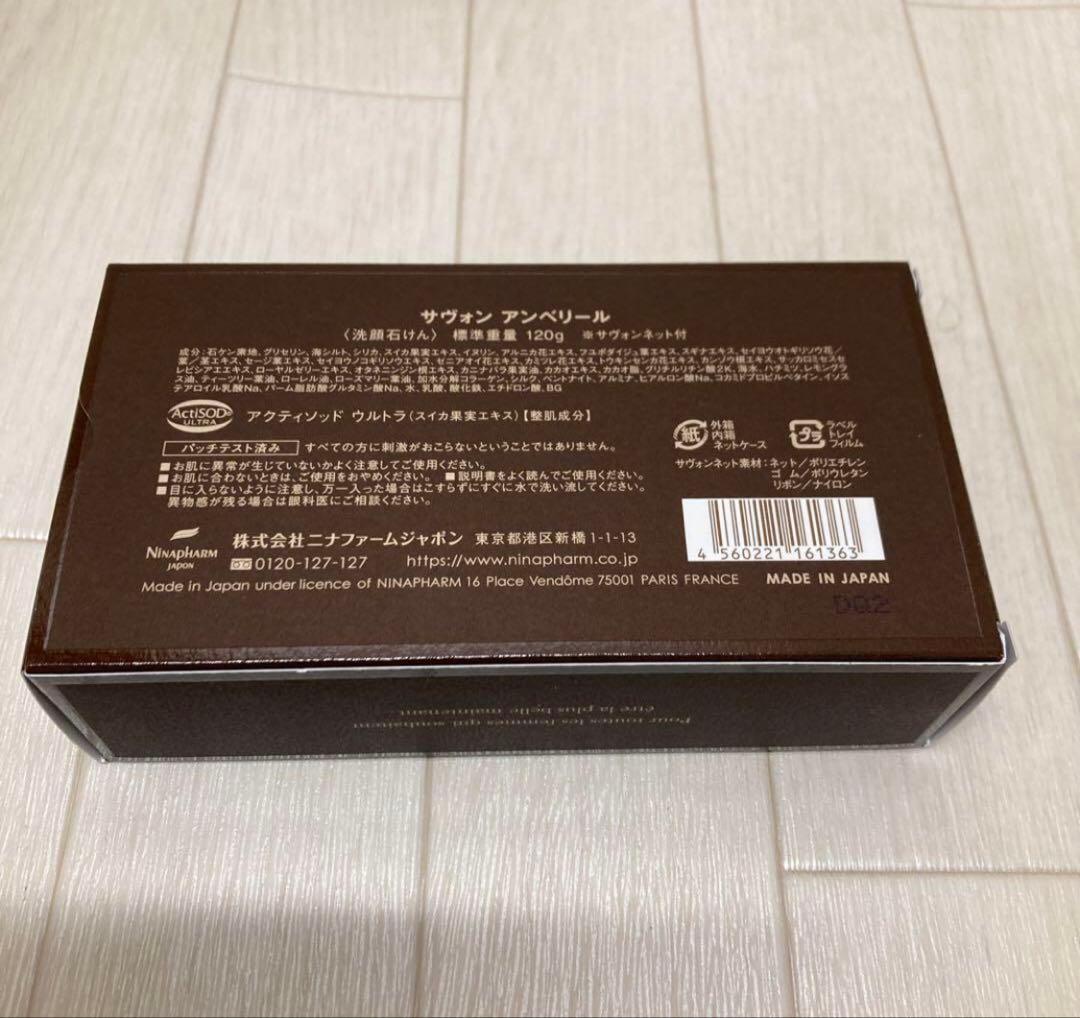 サヴォン アンベリール
〈洗顔石けん〉 標準重量 120g ※サヴォンネット付
成分:石ケン素地、グリセリン、海シルト、シリカ、スイカ果実エキス、イヌリン、アルニカ花エキス、フユボダイジュ葉エキス、スギナエキス、セイヨウオトギリソウ花/
葉/茎エキス、セージ葉エキス、セイヨウノコギリソウエキス、ゼニアオイ花エキス、カミツレ花エキス、トウキンセンカ花エキス、カンゾウ根エキス、サッカロミセスセ
レビシアエエキス、ローヤルゼリーエキス、オタネニンジン根エキス、カニナバラ果実油、カカオエキス、カカオ脂、グリチルリチン酸2K、海水、ハチミツ、レモングラ
ス油、ティーツリー葉油、ローレル油、ローズマリー葉油、加水分解コラーゲン、シルク、ベントナイト、アルミナ、ヒアルロン酸Na、コカミドプロピルベタイン、イソス
テアロイル乳酸Na、パーム脂肪酸グルタミン酸Na、水、乳酸、酸化鉄、エチドロン酸、BG
ActiSOD®
ULTRA
アクティソッド ウルトラ(スイカ果実エキス)【整肌成分】
パッチテスト済み すべての方に刺激がおこらないということではありません。
■お肌に異常が生じていないかよく注意してご使用ください。
■お肌に合わないときは、ご使用をおやめください。 ■説明書をよく読んでご使用ください。
■目に入らないように注意し、万一入った場合はこすらずにすぐに水で洗い流してください。
異物感が残る場合は眼科医にご相談ください。
紙
外箱
内箱
ネットケース
プラ
ラベル
トレイ
フィルム
サヴォンネット素材:ネット/ポリエチレン
ゴ ム/ポリウレタン
リボン/ナイロン
4 560221 161363
NINAPHARM
JAPON
株式会社ニナファームジャポン 東京都港区新橋1-1-13
0120-127-127 https://www.ninapharm.co.jp
Made in Japan under licence of NINAPHARM 16 Place Vendôme 75001 PARIS FRANCE MADE IN JAPAN
DQ2
Pour toutes les femmes qui souhaitent
être la plus belle maintenant